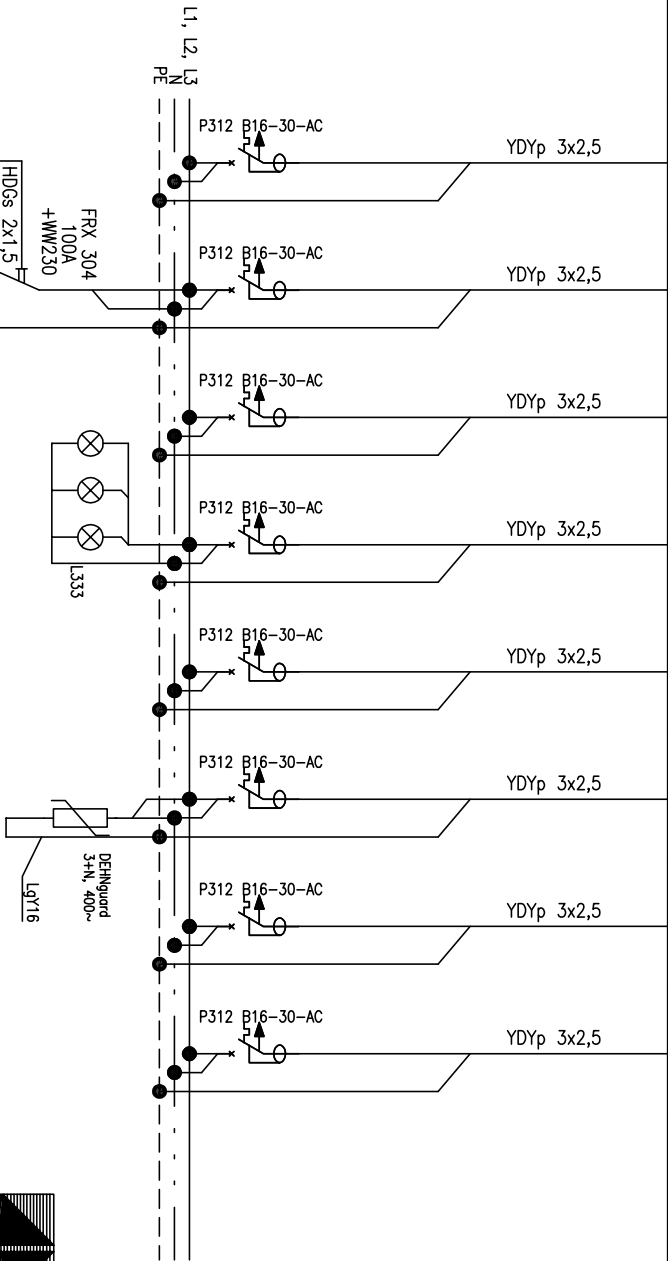 L1, L2, L3
N
PE
P312 B16-30-AC
YDYp 3x2,5
P312 B16-30-AC
YDYp 3x2,5
FRX 304
100A
+WW230
HDGs 2x1,5
P312 B16-30-AC
YDYp 3x2,5
P312 B16-30-AC
YDYp 3x2,5
L333
P312 B16-30-AC
YDYp 3x2,5
P312 B16-30-AC
YDYp 3x2,5
DEHNguard
3+N, 400~
LgY16
P312 B16-30-AC
YDYp 3x2,5
P312 B16-30-AC
YDYp 3x2,5